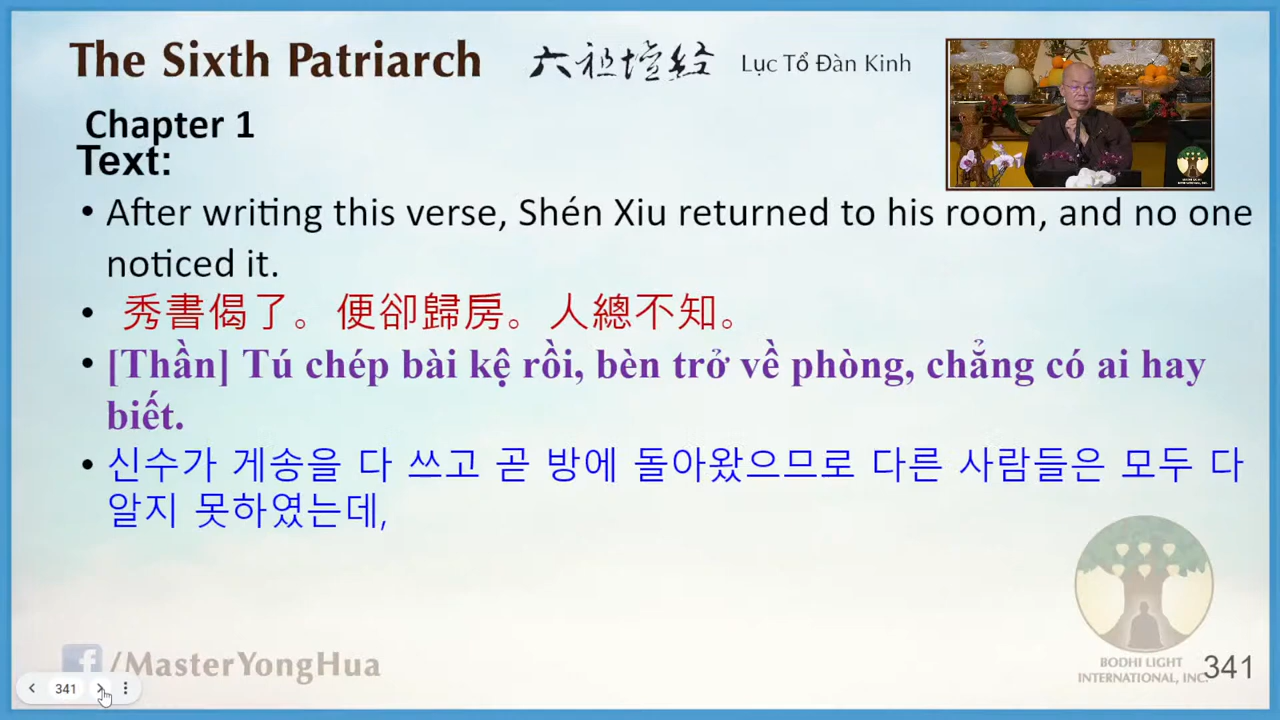 The Sixth Patriarch 六祖壇經 Lục Tổ Đàn Kinh
Chapter 1
Text:
• After writing this verse, Shén Xiu returned to his room, and no one
noticed it.
• 秀書偈了。便卻歸房。人總不知。
• [Thần] Tú chép bài kệ rồi, bèn trở về phòng, chẳng có ai hay
biết.
• 신수가 게송을 다 쓰고 곧 방에 돌아왔으므로 다른 사람들은 모두 다
알지 못하였는데,
f/MasterYongHua
341
BODHI LIGHT
INTERNATIONAL, INC.
341